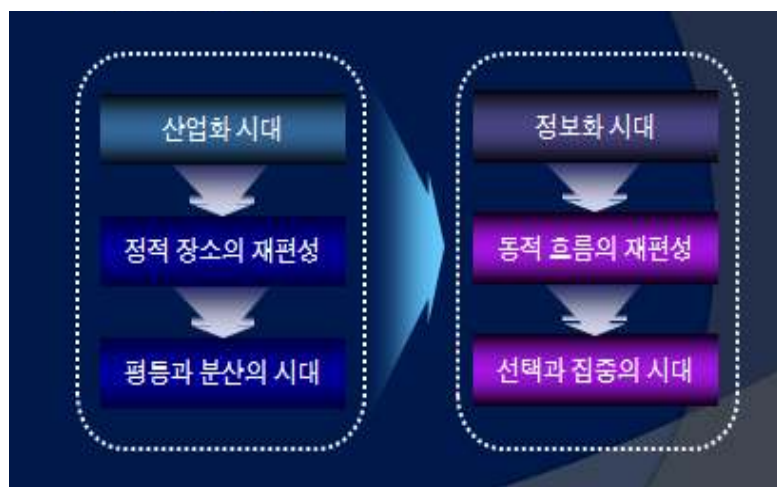 산업화 시대
정적 장소의 재편성
평등과 분산의 시대
정보화 시대
동적 흐름의 재편성
선택과 집중의 시대